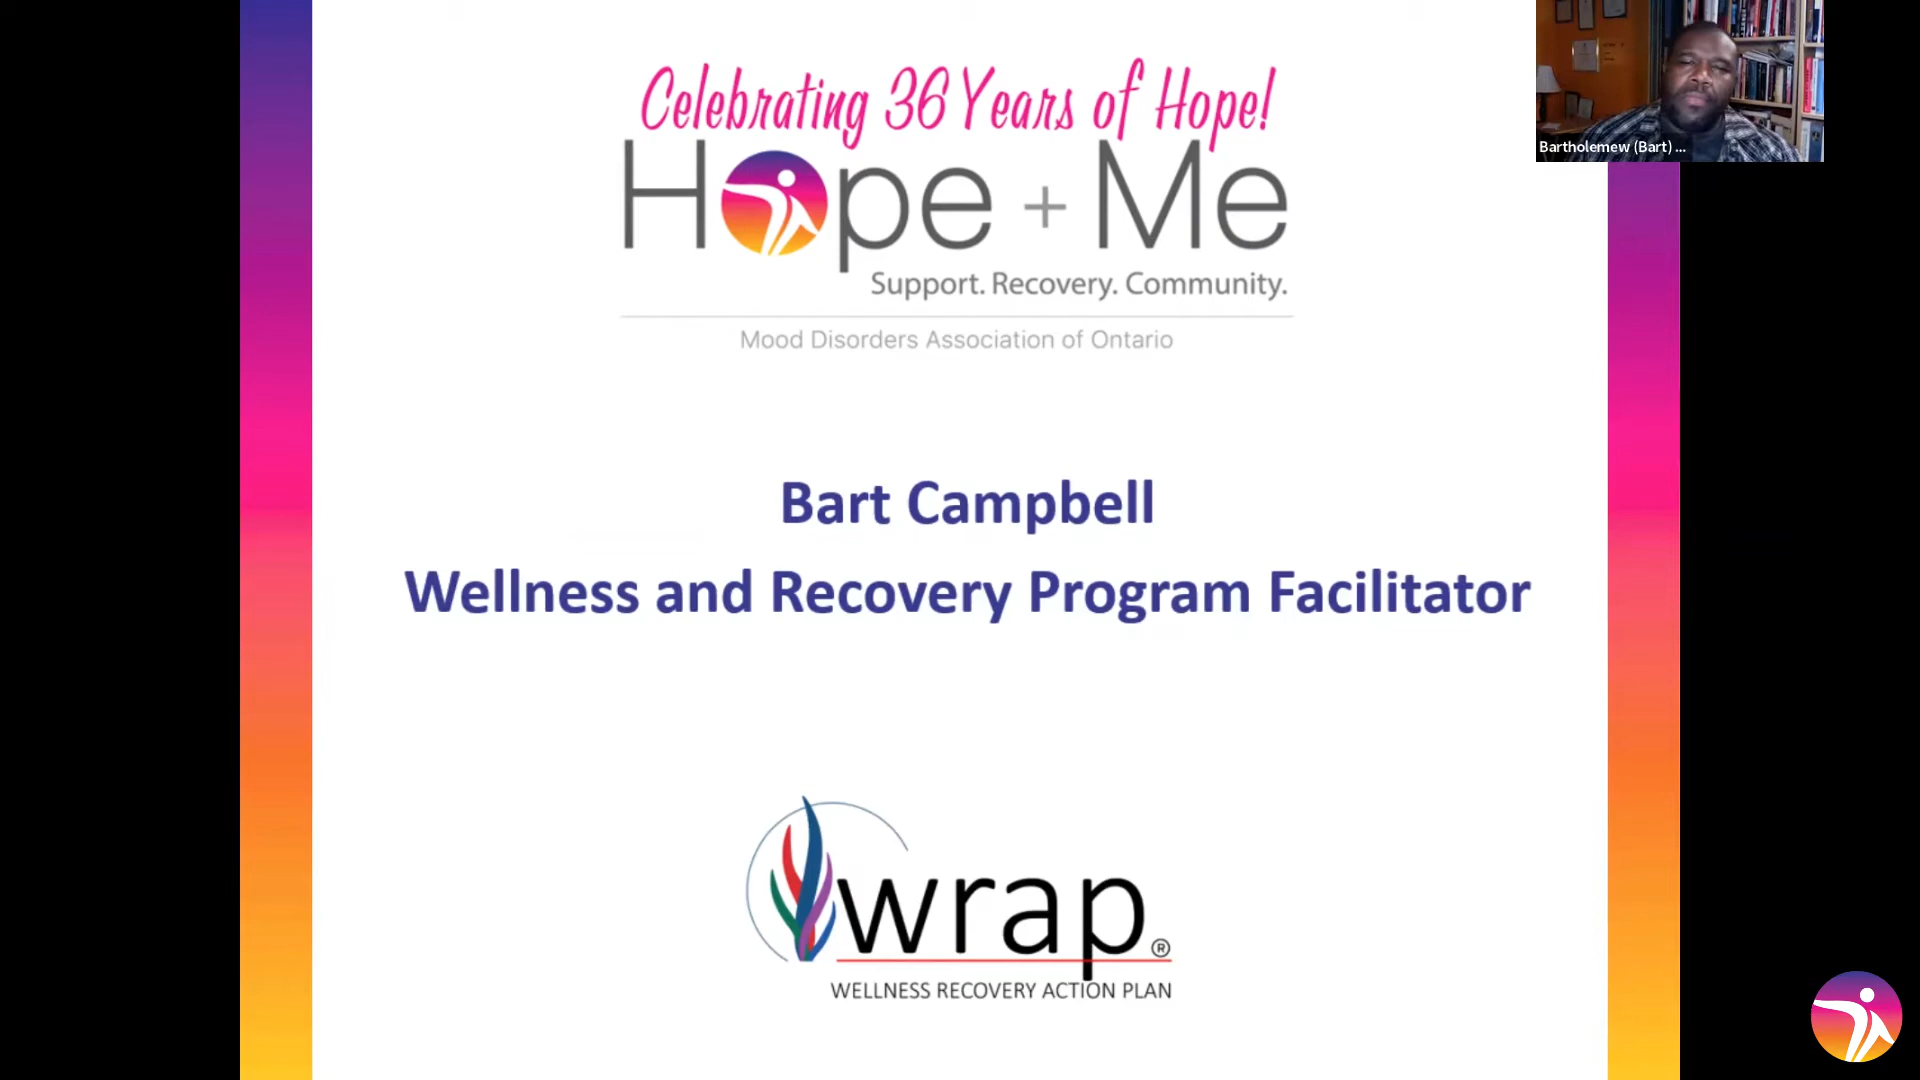 Celebrating 36 Years of Hope!
Hope + Me
Support. Recovery. Community.
Mood Disorders Association of Ontario
Bartholemew (Bart) ...
Bart Campbell
Wellness and Recovery Program Facilitator
wrap®
WELLNESS RECOVERY ACTION PLAN